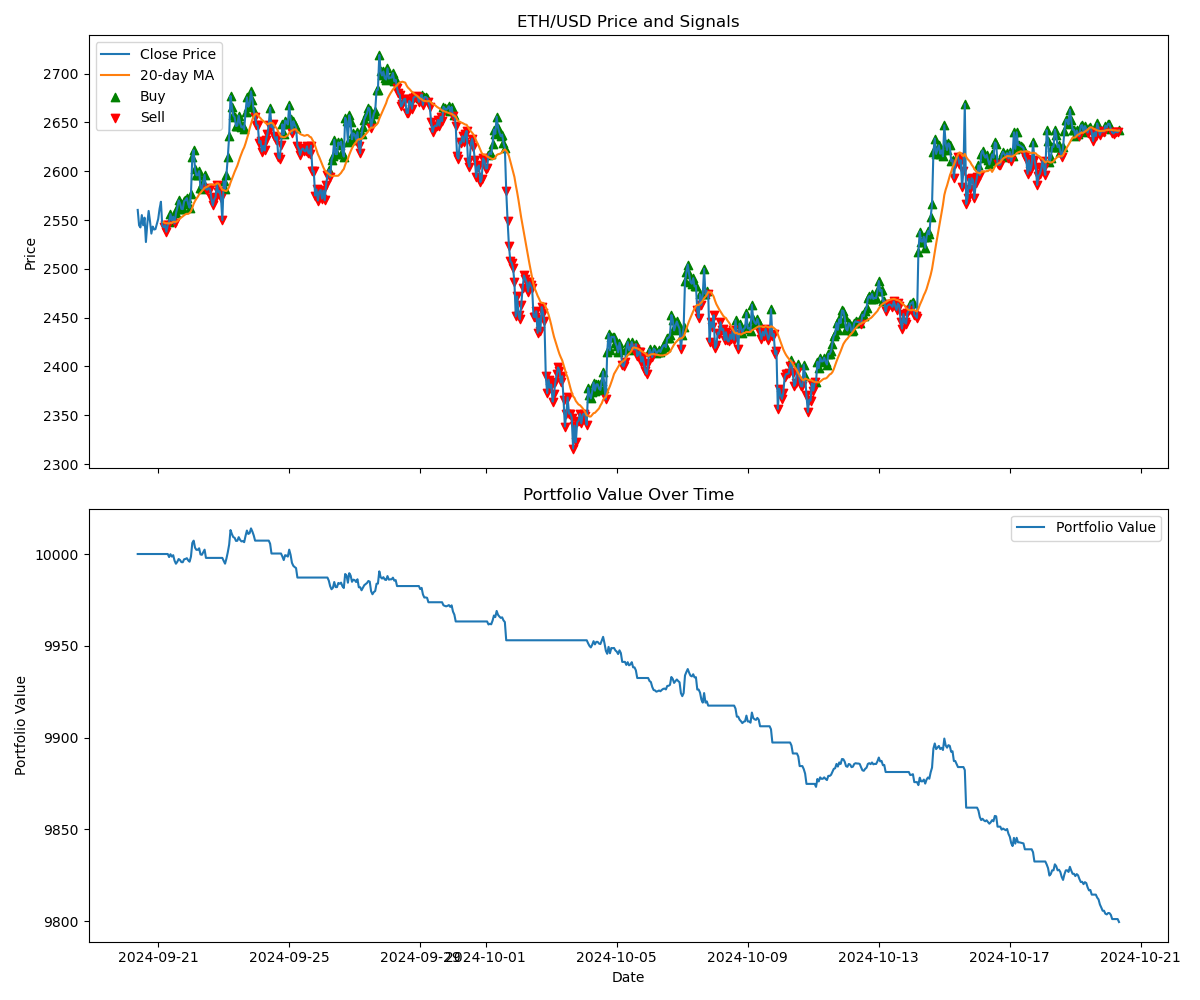 ETH/USD Price and Signals
Close Price
20-day MA
Buy
Sell
Price
2700
2650
2600
2550
2500
2450
2400
2350
2300
Portfolio Value Over Time
Portfolio Value
Portfolio Value
10000
9950
9900
9850
9800
2024-09-21
2024-09-25
2024-09-29
2024-10-01
2024-10-05
2024-10-09
2024-10-13
2024-10-17
2024-10-21
Date